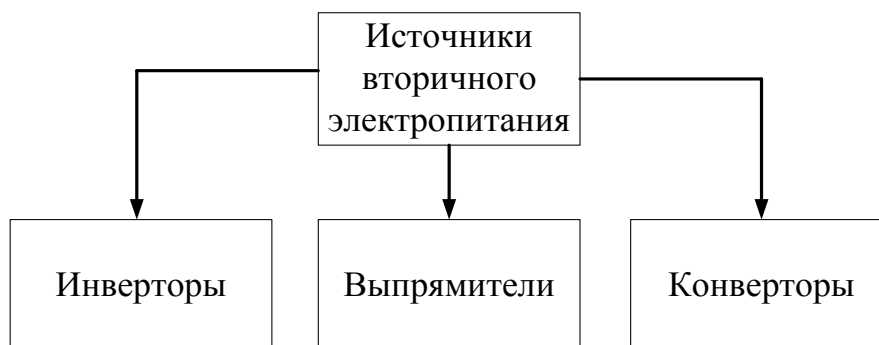 Источники
вторичного
электропитания
Инверторы
Выпрямители
Конверторы